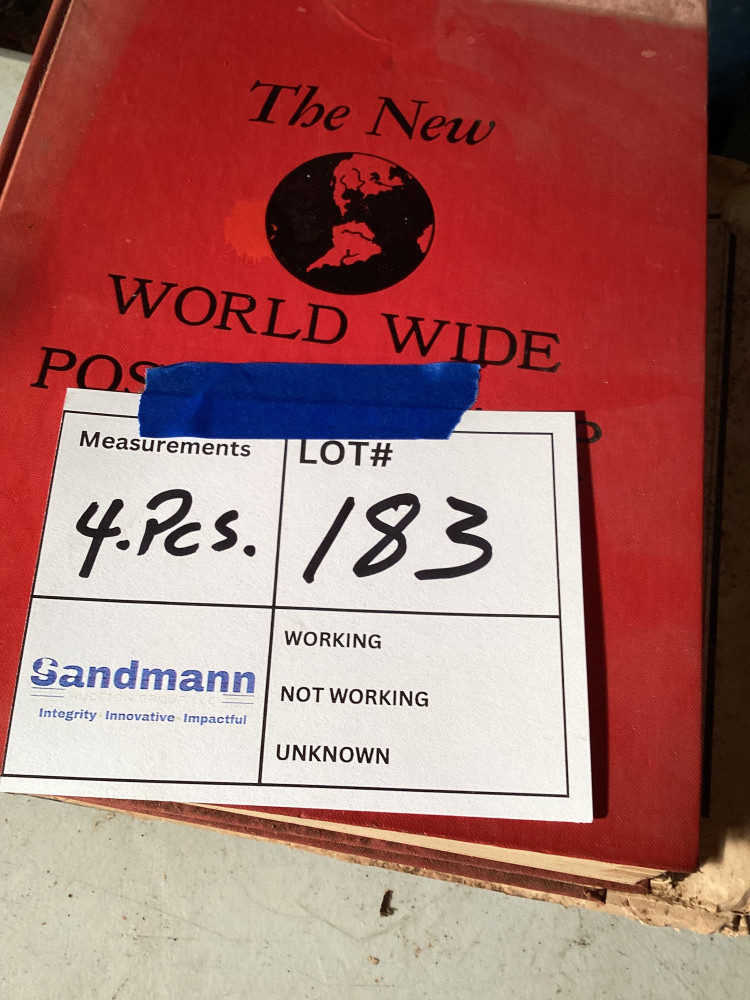 The New
WORLD WIDE
POS
P
Measurements
LOT#
4.Pcs.
183
Sandmann
Integrity Innovative Impactful
WORKING
NOT WORKING
UNKNOWN